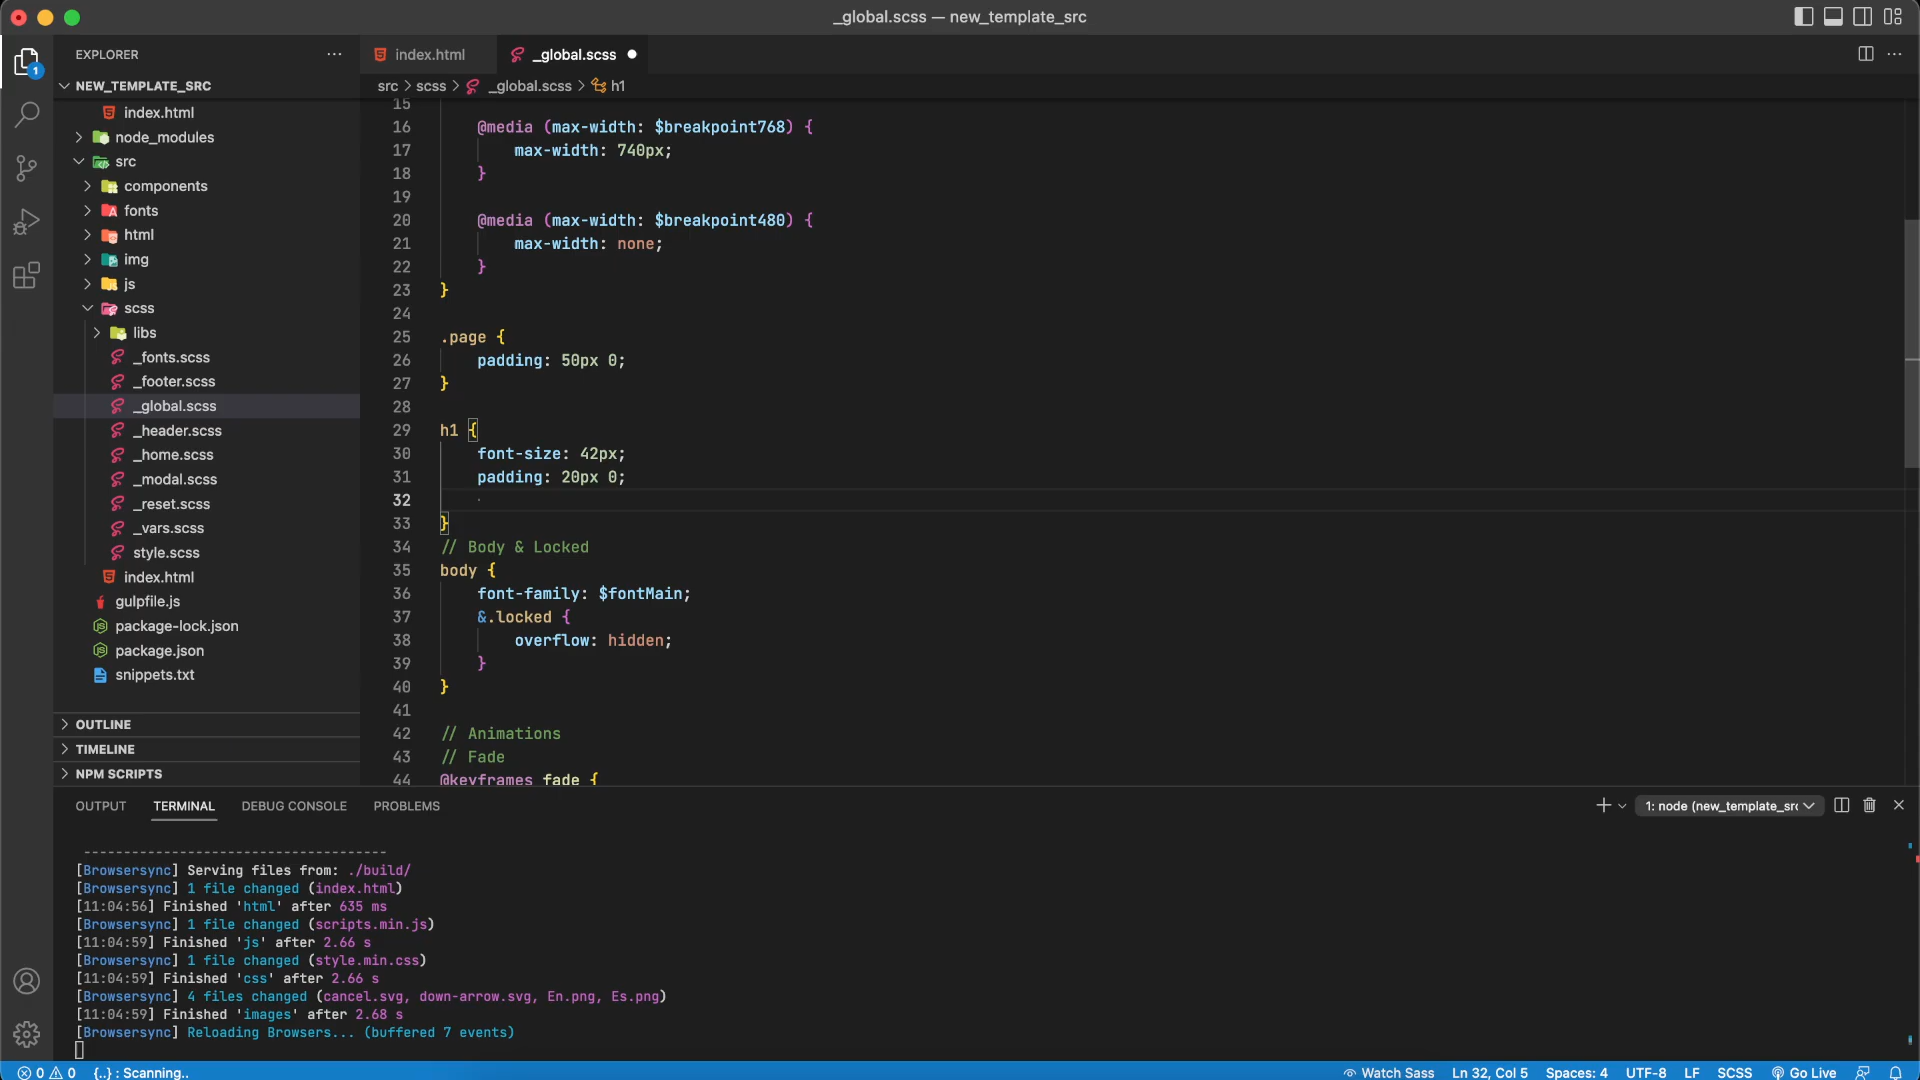 _global.scss — new_template_src
EXPLORER
index.html
_global.scss
1
NEW_TEMPLATE_SRC
src > scss > _global.scss > h1
index.html
node_modules
src
components
fonts
html
img
js
scss
libs
_fonts.scss
_footer.scss
_global.scss
_header.scss
_home.scss
_modal.scss
_reset.scss
_vars.scss
style.scss
index.html
gulpfile.js
package-lock.json
package.json
snippets.txt
OUTLINE
TIMELINE
NPM SCRIPTS
15
16 @media (max-width: $breakpoint768) {
17 max-width: 740px;
18 }
19
20 @media (max-width: $breakpoint480) {
21 max-width: none;
22 }
23 }
24
25 .page {
26 padding: 50px 0;
27 }
28
29 h1 {
30 font-size: 42px;
31 padding: 20px 0;
32
33 }
34 // Body & Locked
35 body {
36 font-family: $fontMain;
37 &.locked {
38 overflow: hidden;
39 }
40 }
41
42 // Animations
43 // Fade
44 @keyframes fade {
OUTPUT TERMINAL DEBUG CONSOLE PROBLEMS
1: node (new_template_src
--------------------------------------
[Browsersync] Serving files from: ./build/
[Browsersync] 1 file changed (index.html)
[11:04:56] Finished 'html' after 635 ms
[Browsersync] 1 file changed (scripts.min.js)
[11:04:59] Finished 'js' after 2.66 s
[Browsersync] 1 file changed (style.min.css)
[11:04:59] Finished 'css' after 2.66 s
[Browsersync] 4 files changed (cancel.svg, down-arrow.svg, En.png, Es.png)
[11:04:59] Finished 'images' after 2.68 s
[Browsersync] Reloading Browsers... (buffered 7 events)
0 0 {..} : Scanning.. Watch Sass Ln 32, Col 5 Spaces: 4 UTF-8 LF SCSS Go Live